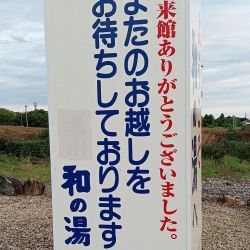 来館ありがとうございました。
またのお越しを
お待ちしております
和の湯